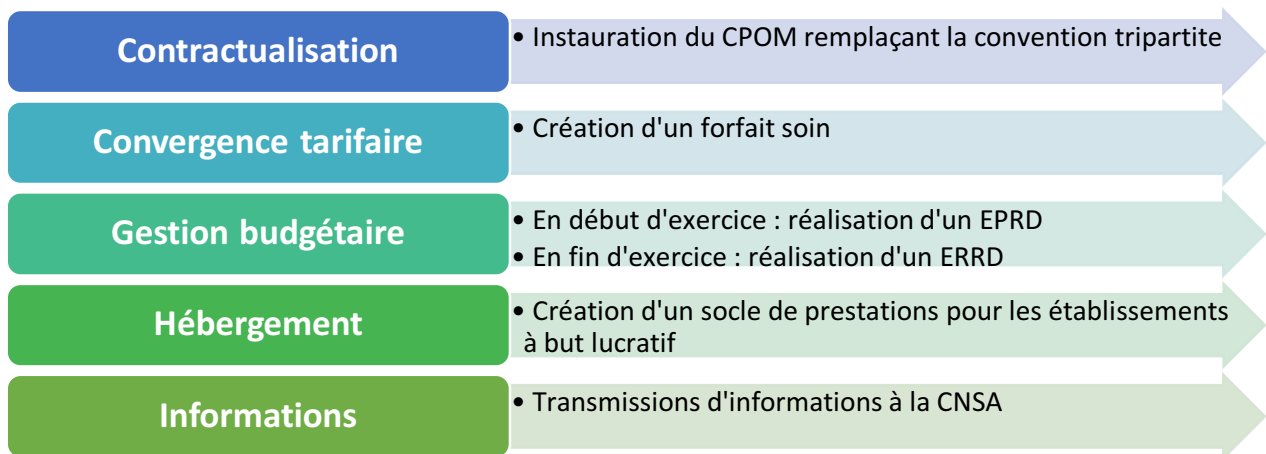 Contractualisation
• Instauration du CPOM remplaçant la convention tripartite
Convergence tarifaire
• Création d'un forfait soin
Gestion budgétaire
• En début d'exercice : réalisation d'un EPRD
• En fin d'exercice : réalisation d'un ERRD
Hébergement
• Création d'un socle de prestations pour les établissements
à but lucratif
Informations
• Transmissions d'informations à la CNSA